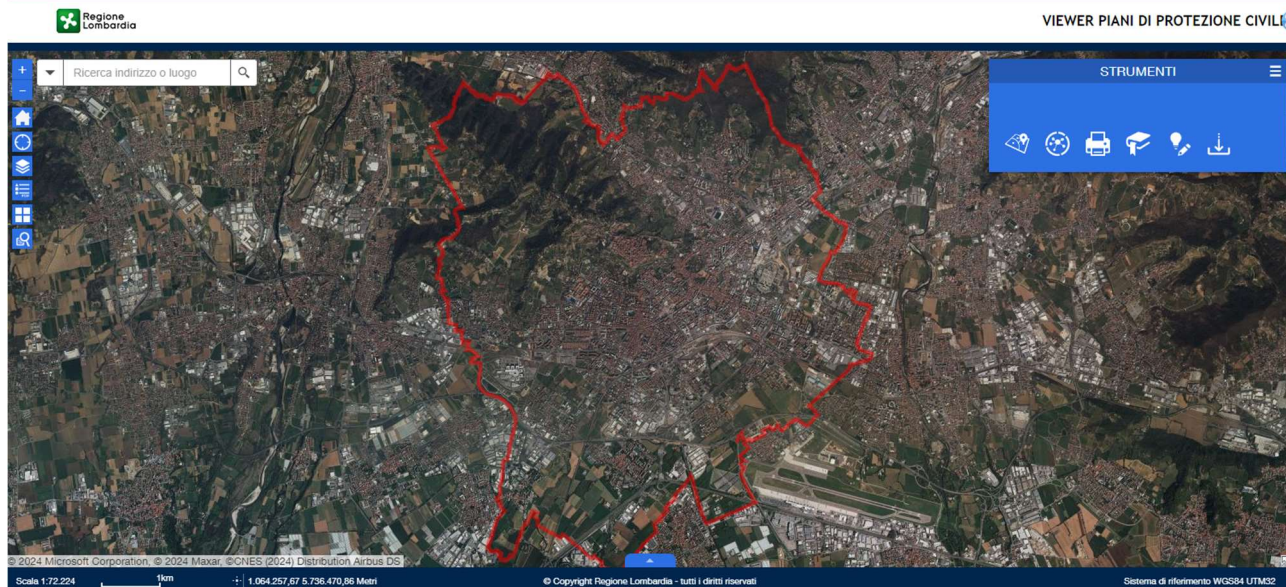 Regione
Lombardia
VIEWER PIANI DI PROTEZIONE CIVILE
+
Ricerca indirizzo o luogo
−
STRUMENTI
© 2024 Microsoft Corporation, © 2024 Maxar, ©CNES (2024) Distribution Airbus DS
Scala 1:72.224
1km
1.064.257,67 5.736.470,86 Metri
© Copyright Regione Lombardia - tutti i diritti riservati
Sistema di riferimento WGS84 UTM32